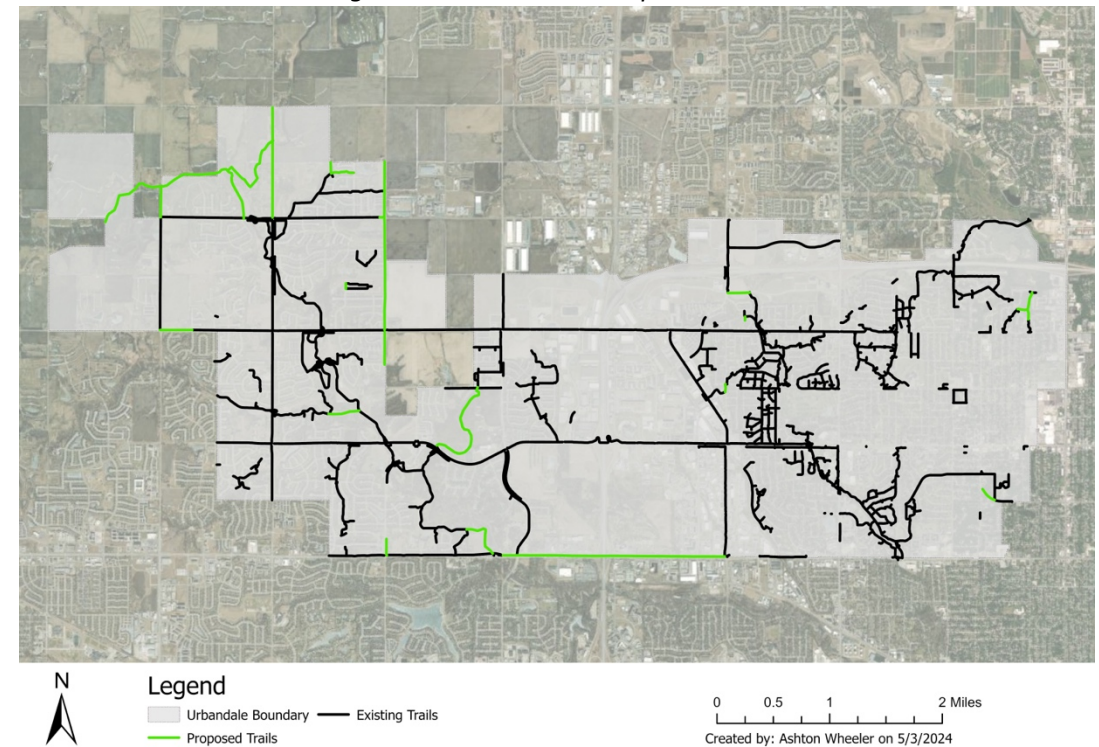 N
Legend
Urbandale Boundary
Existing Trails
Proposed Trails
0 0.5 1 2 Miles
Created by: Ashton Wheeler on 5/3/2024